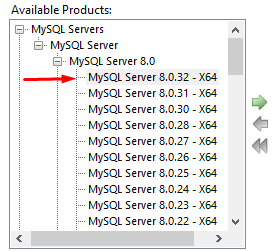 Available Products:
MySQL Servers
MySQL Server
MySQL Server 8.0
MySQL Server 8.0.32 - X64
MySQL Server 8.0.31 - X64
MySQL Server 8.0.30 - X64
MySQL Server 8.0.28 - X64
MySQL Server 8.0.27 - X64
MySQL Server 8.0.26 - X64
MySQL Server 8.0.25 - X64
MySQL Server 8.0.24 - X64
MySQL Server 8.0.23 - X64
MySQL Server 8.0.22 - X64